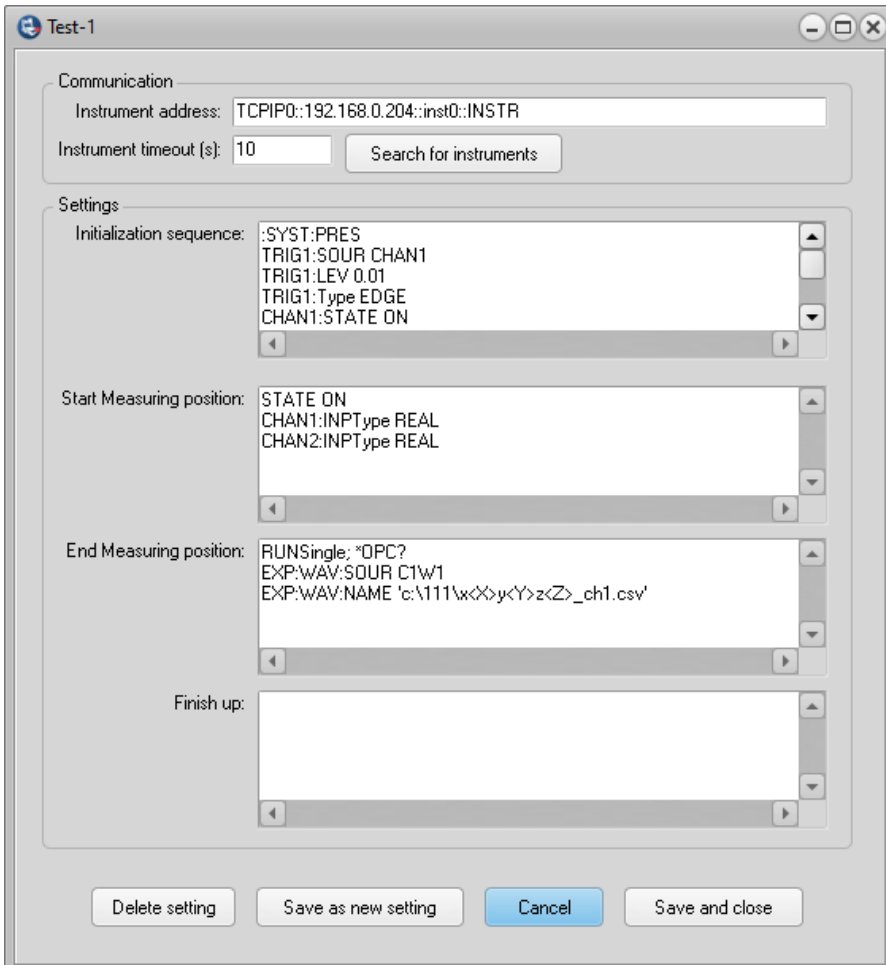 Test-1
Communication
Instrument address: TCPIP0::192.168.0.204::inst0::INSTR
Instrument timeout (s): 10 Search for instruments
Settings
Initialization sequence: :SYST:PRES
TRIG1:SOUR CHAN1
TRIG1:LEV 0.01
TRIG1:Type EDGE
CHAN1:STATE ON
Start Measuring position: STATE ON
CHAN1:INPType REAL
CHAN2:INPType REAL
End Measuring position: RUNSingle; *OPC?
EXP:WAV:SOUR C1W1
EXP:WAV:NAME 'c:\111\x<X>y<Y>z<Z>_ch1.csv'
Finish up:
Delete setting Save as new setting Cancel Save and close